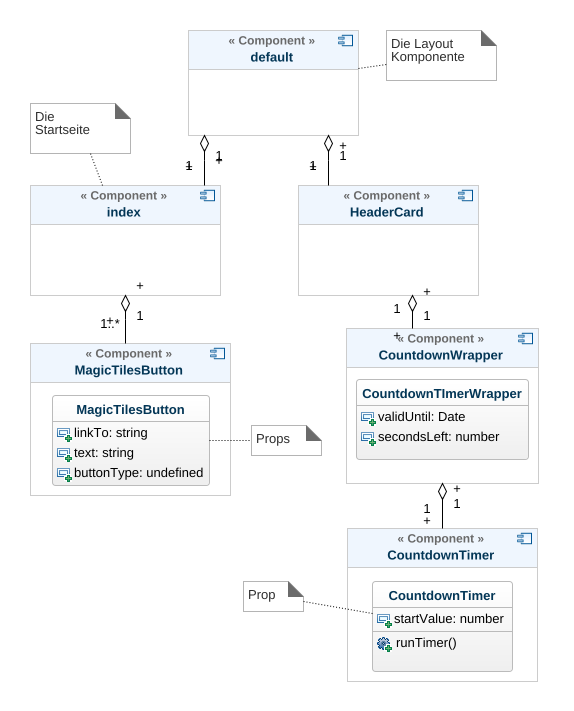 « Component »
default
Die Layout
Komponente
Die
Startseite
1
+
1
+
1
1
« Component »
index
« Component »
HeaderCard
+
1
+
1..*
+
1
1
+
« Component »
MagicTilesButton
MagicTilesButton
linkTo: string
text: string
buttonType: undefined
Props
« Component »
CountdownWrapper
CountdownTImerWrapper
validUntil: Date
secondsLeft: number
+
1
1
+
« Component »
CountdownTimer
Prop
CountdownTimer
startValue: number
runTimer()